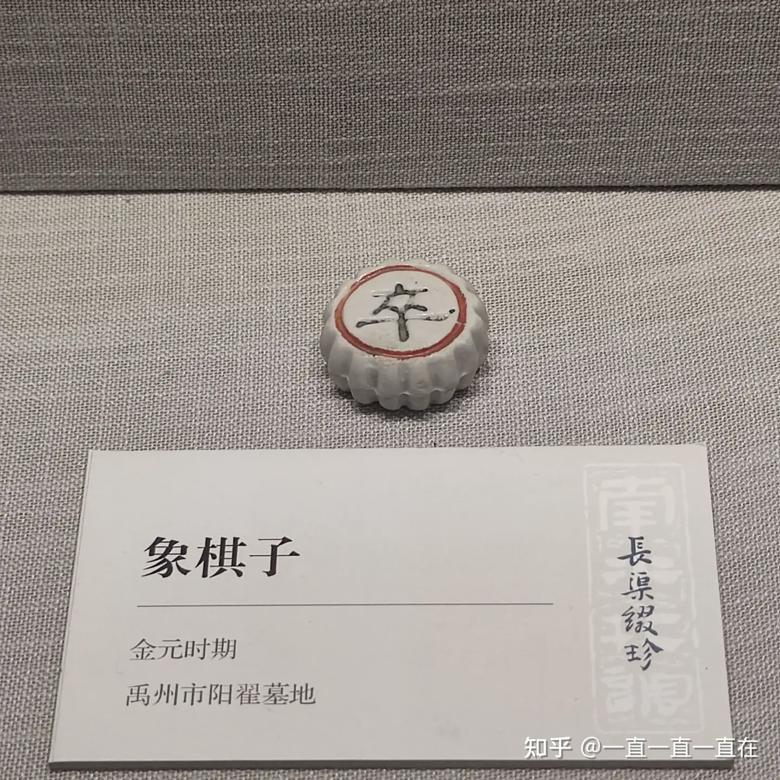 卒
象棋子
金元时期
禹州市阳翟墓地
長渠缀珍
知乎 @一直一直一直在